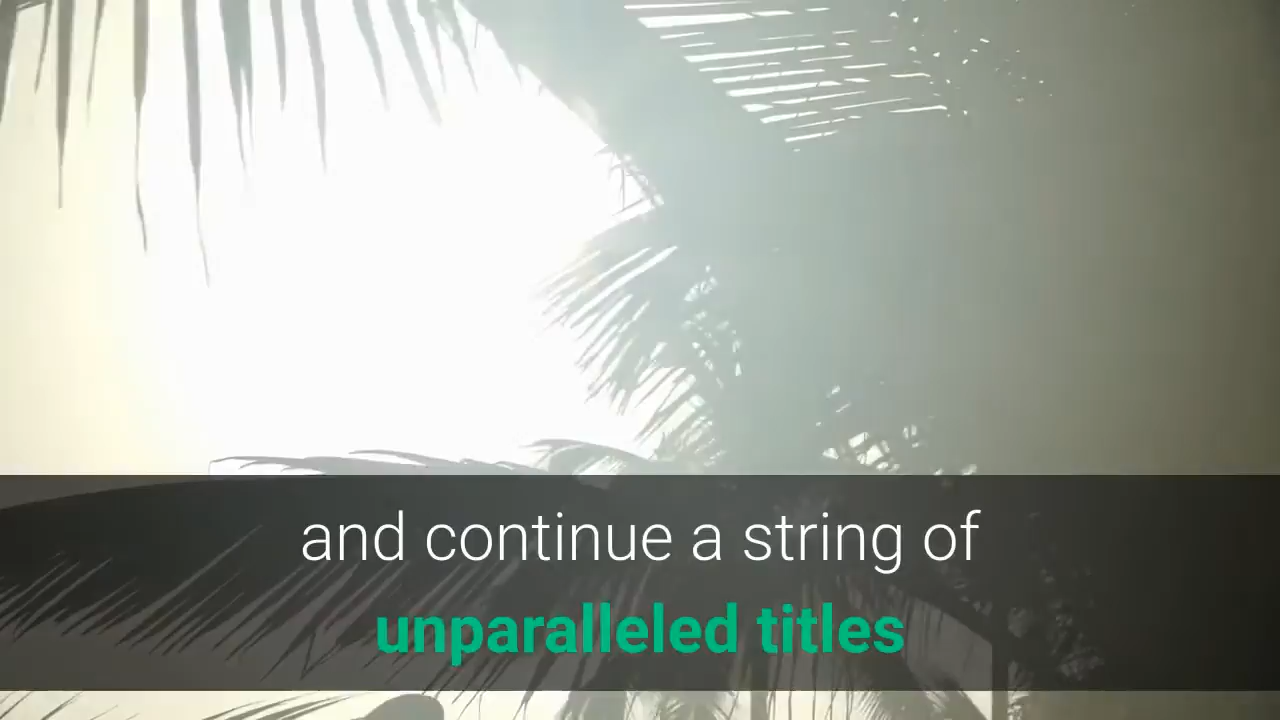 and continue a string of
unparalleled titles